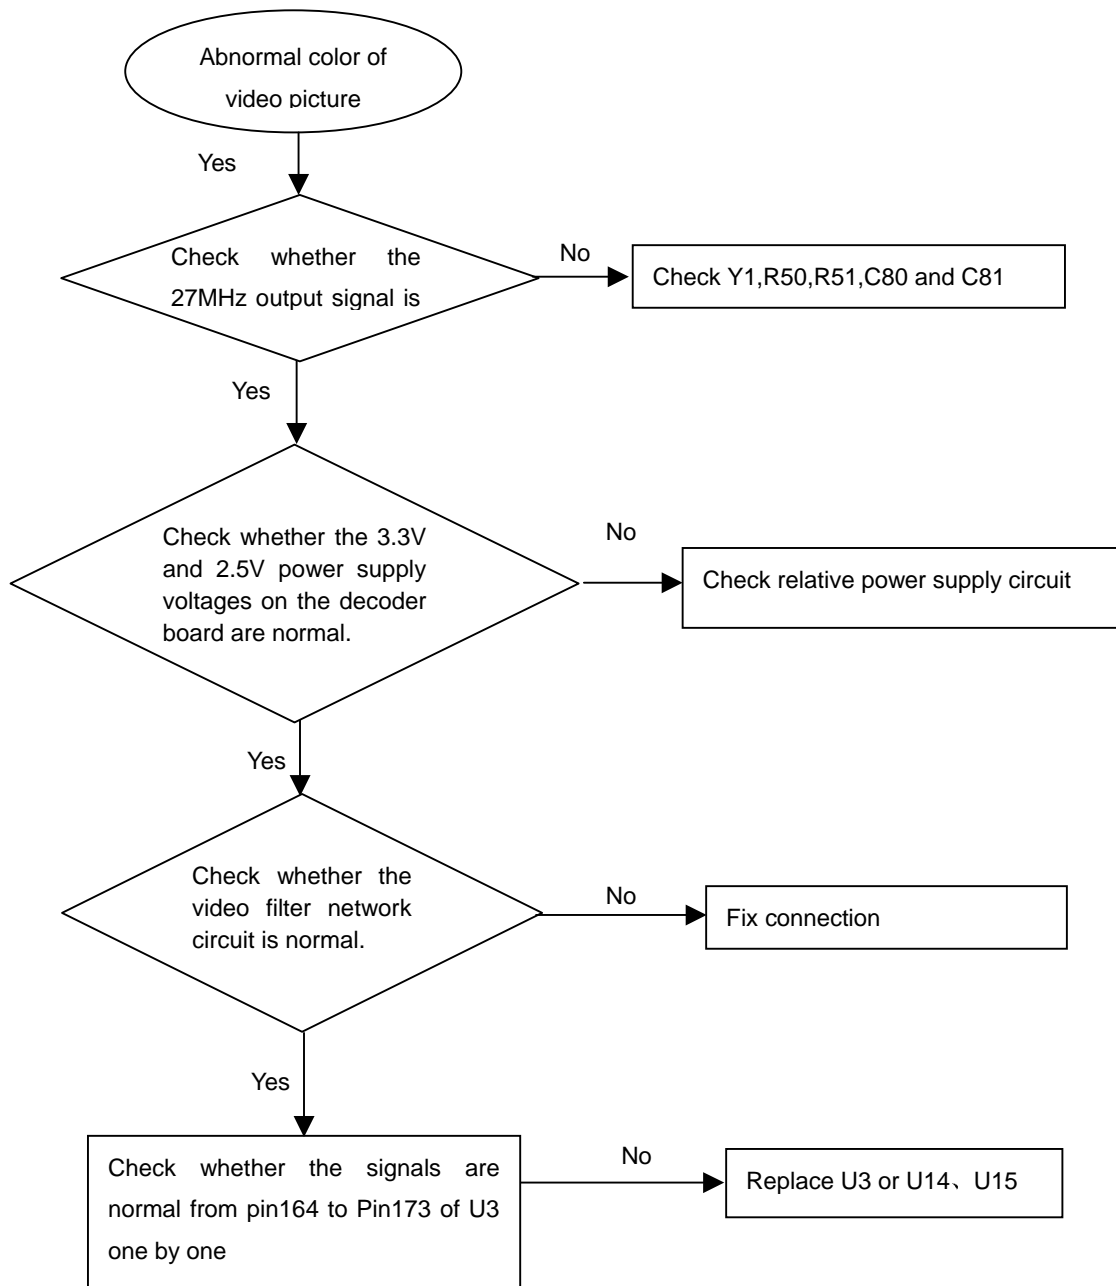 Abnormal color of
video picture
Yes
Check whether the
27MHz output signal is
No
Check Y1,R50,R51,C80 and C81
Yes
Check whether the 3.3V
and 2.5V power supply
voltages on the decoder
board are normal.
No
Check relative power supply circuit
Yes
Check whether the
video filter network
circuit is normal.
No
Fix connection
Yes
Check whether the signals are
normal from pin164 to Pin173 of U3
one by one
No
Replace U3 or U14、U15